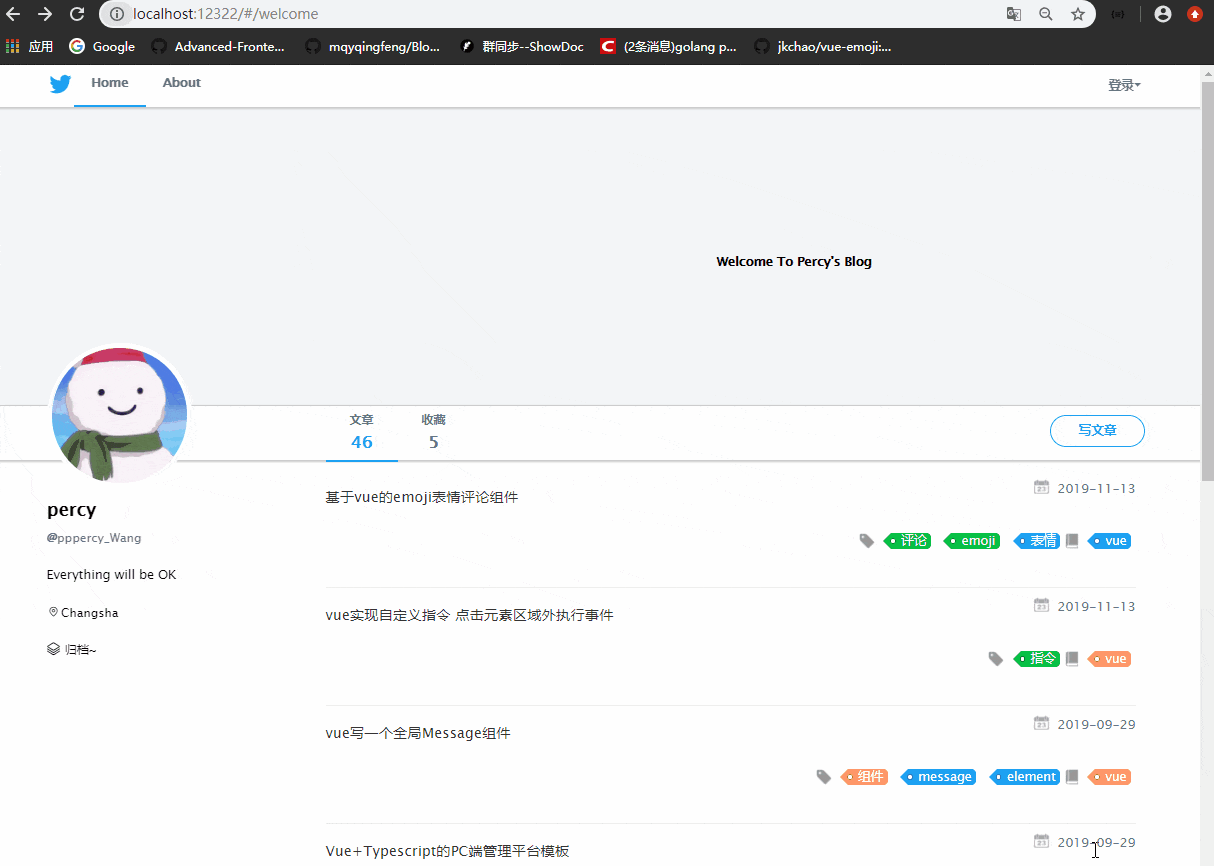 localhost:12322/#/welcome
应用 Google Advanced-Fronte... mqyqingfeng/Blo... 群同步--ShowDoc (2条消息)golang p... jkchao/vue-emoji:...
Home About 登录
Welcome To Percy's Blog
文章 收藏
46 5
写文章
基于vue的emoji表情评论组件 2019-11-13
评论 emoji 表情 vue
percy
@pppercy_Wang
Everything will be OK
Changsha
归档~
vue实现自定义指令 点击元素区域外执行事件 2019-11-13
指令 vue
vue写一个全局Message组件 2019-09-29
组件 message element vue
Vue+Typescript的PC端管理平台模板 2019-09-29